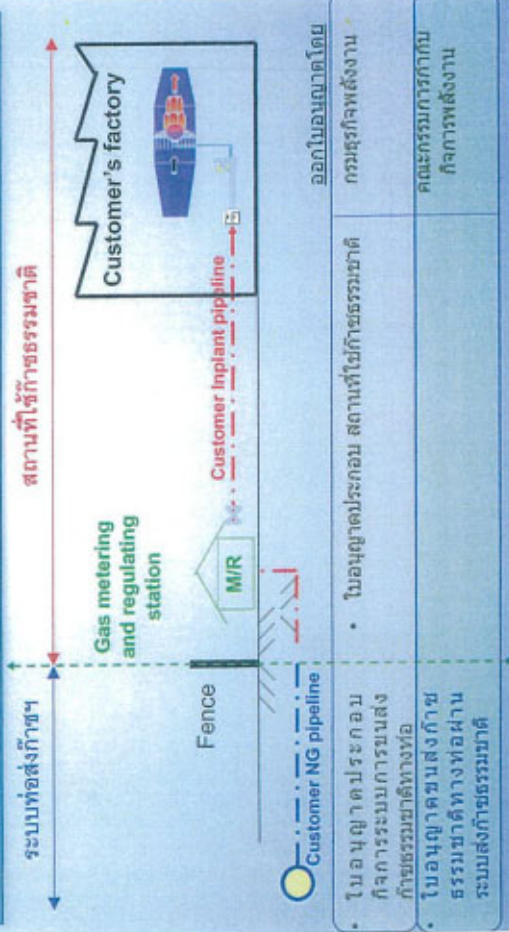 ระบบท่อส่งก๊าซฯ
สถานที่ใช้ก๊าซธรรมชาติ
Gas metering
and regulating
station
Customer's factory
Fence
M/R
Customer Inplant pipeline
Customer NG pipeline
ออกใบอนุญาตโดย
• ใบอนุญาตประกอบ
กิจการระบบการขนส่ง
ก๊าซธรรมชาติทางท่อ
• ใบอนุญาตประกอบ สถานที่ใช้ก๊าซธรรมชาติ
กรมธุรกิจพลังงาน
• ใบอนุญาตขนส่งก๊าซ
ธรรมชาติทางท่อผ่าน
ระบบส่งก๊าซธรรมชาติ
คณะกรรมการกำกับ
กิจการพลังงาน